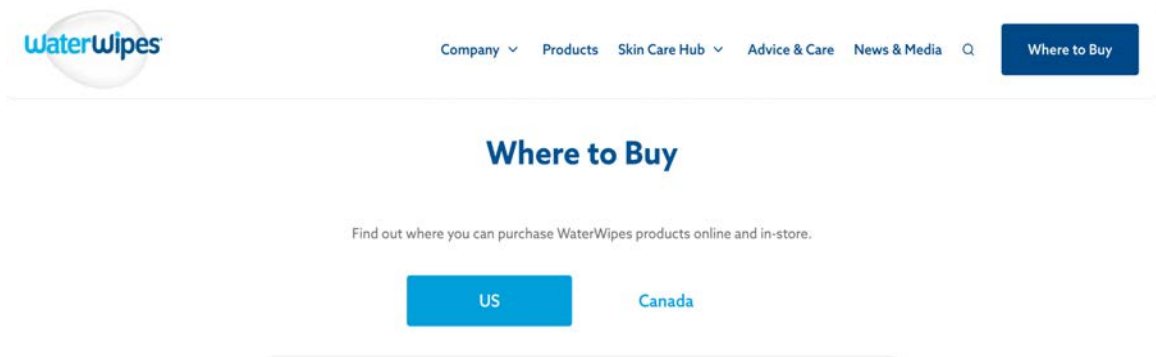 WaterWipes
Company Products Skin Care Hub Advice & Care News & Media Where to Buy
Where to Buy
Find out where you can purchase WaterWipes products online and in-store.
US Canada